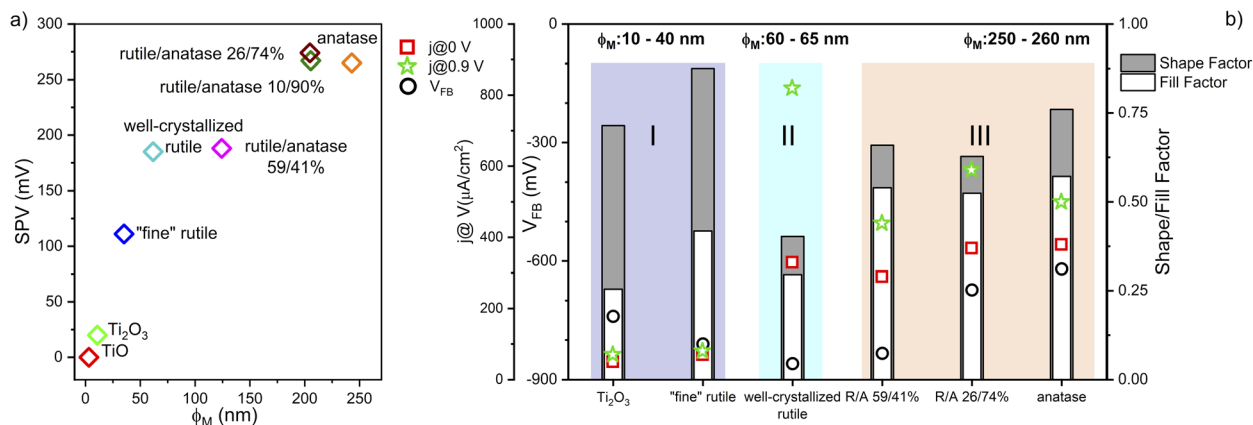 a)
SPV (mV)
300
250
200
150
100
50
0
0
50
100
150
200
250
ϕM (nm)
anatase
rutile/anatase 26/74%
rutile/anatase 10/90%
well-crystallized
rutile
rutile/anatase
59/41%
"fine" rutile
Ti2O3
TiO
j@0 V
j@0.9 V
VFB
b)
j@ V(μA/cm²)
1000
800
600
400
200
0
VFB (mV)
0
-300
-600
-900
ϕM:10 - 40 nm
ϕM:60 - 65 nm
ϕM:250 - 260 nm
Shape Factor
Fill Factor
I
II
III
Ti2O3
"fine" rutile
well-crystallized
rutile
R/A 59/41%
R/A 26/74%
anatase
1.00
0.75
0.50
0.25
0.00
Shape/Fill Factor